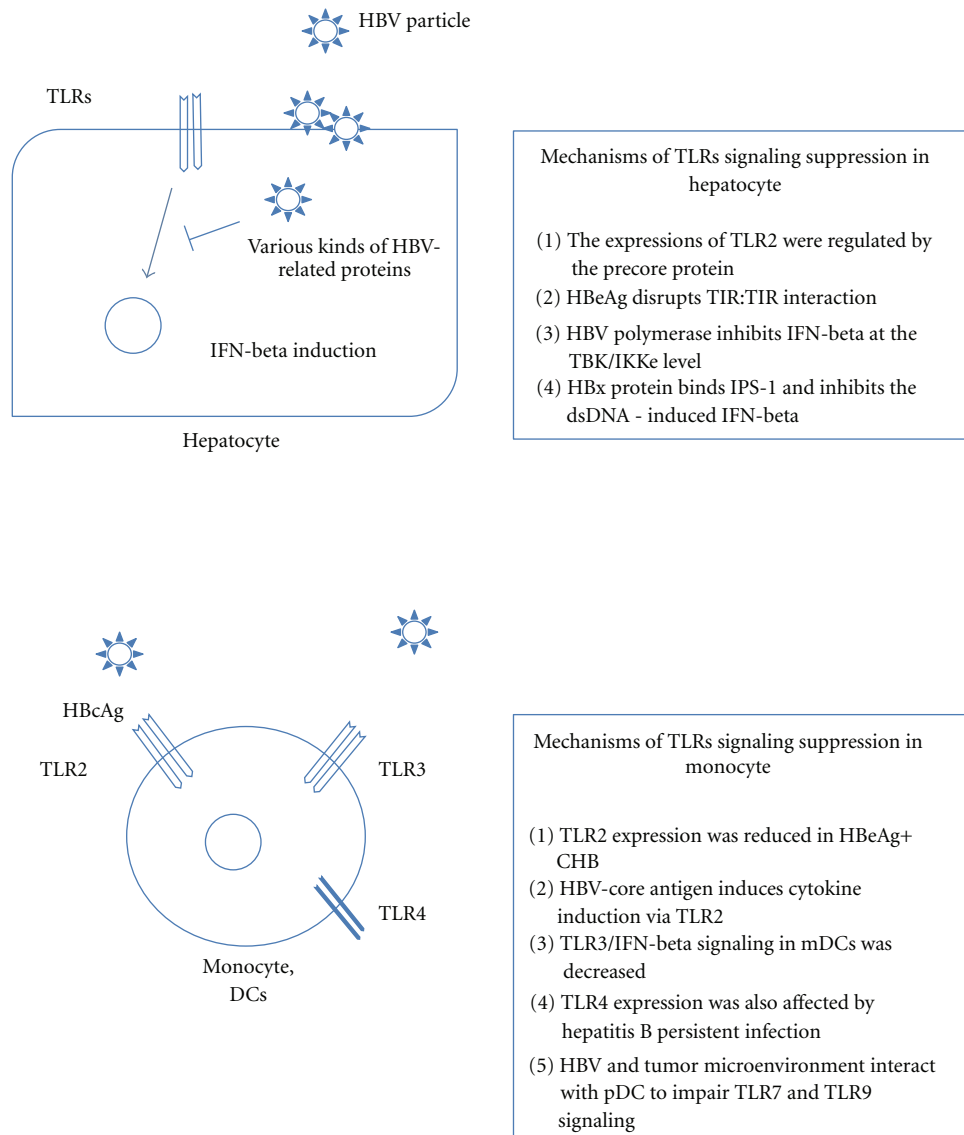 HBV particle
TLRs
Various kinds of HBV-
related proteins
IFN-beta induction
Hepatocyte
Mechanisms of TLRs signaling suppression in
hepatocyte
(1) The expressions of TLR2 were regulated by
the precore protein
(2) HBeAg disrupts TIR:TIR interaction
(3) HBV polymerase inhibits IFN-beta at the
TBK/IKKe level
(4) HBx protein binds IPS-1 and inhibits the
dsDNA - induced IFN-beta
HBcAg
TLR2
TLR3
TLR4
Monocyte,
DCs
Mechanisms of TLRs signaling suppression in
monocyte
(1) TLR2 expression was reduced in HBeAg+
CHB
(2) HBV-core antigen induces cytokine
induction via TLR2
(3) TLR3/IFN-beta signaling in mDCs was
decreased
(4) TLR4 expression was also affected by
hepatitis B persistent infection
(5) HBV and tumor microenvironment interact
with pDC to impair TLR7 and TLR9
signaling